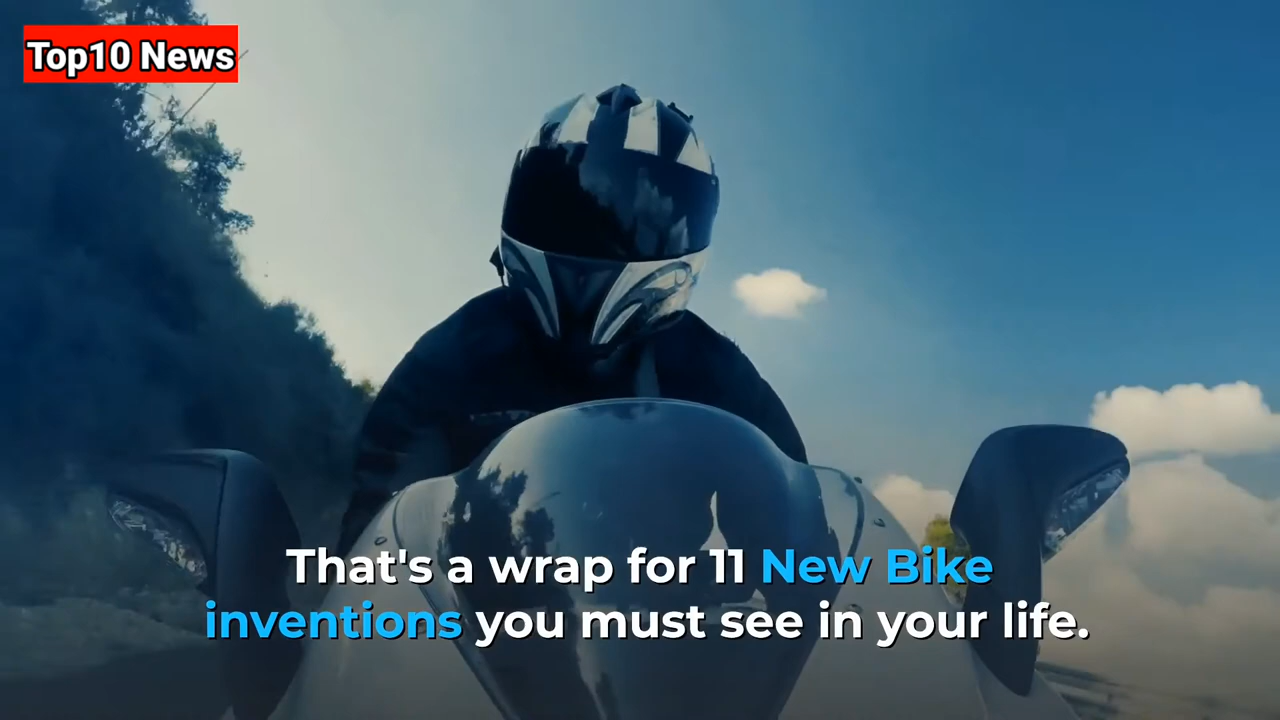 Top10 News
That's a wrap for 11 New Bike
inventions you must see in your life.